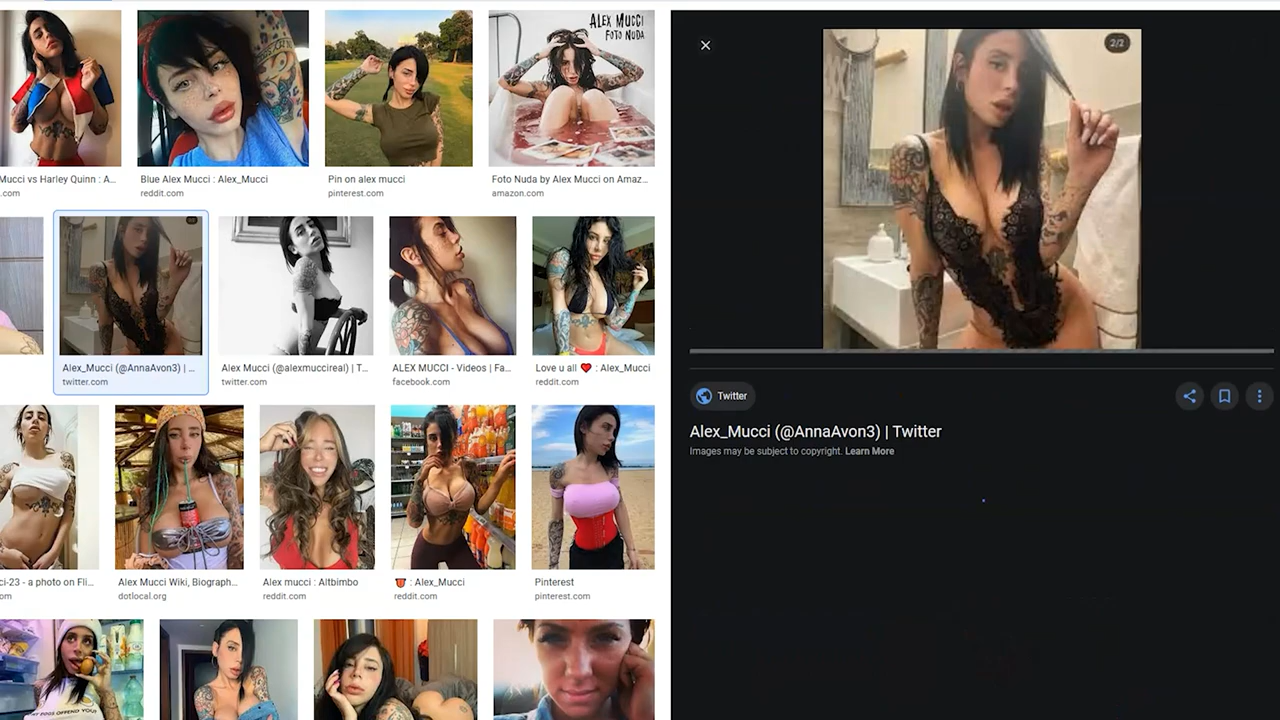 ALEX MUCCI
FOTO NUDA
Mucci vs Harley Quinn : A...
.com
Blue Alex Mucci : Alex_Mucci
reddit.com
Pin on alex mucci
pinterest.com
Foto Nuda by Alex Mucci on Amaz...
amazon.com
Alex_Mucci (@AnnaAvon3) | ...
twitter.com
Alex Mucci (@alexmuccireal) | T...
twitter.com
ALEX MUCCI - Videos | Fa...
facebook.com
Love u all ❤️ : Alex_Mucci
reddit.com
ci-23 - a photo on Fli...
om
Alex Mucci Wiki, Biograph...
dotlocal.org
Alex mucci : Altbimbo
reddit.com
👅 : Alex_Mucci
reddit.com
Pinterest
pinterest.com
DOGS OFFEND YOU?
2/2
Twitter
Alex_Mucci (@AnnaAvon3) | Twitter
Images may be subject to copyright. Learn More